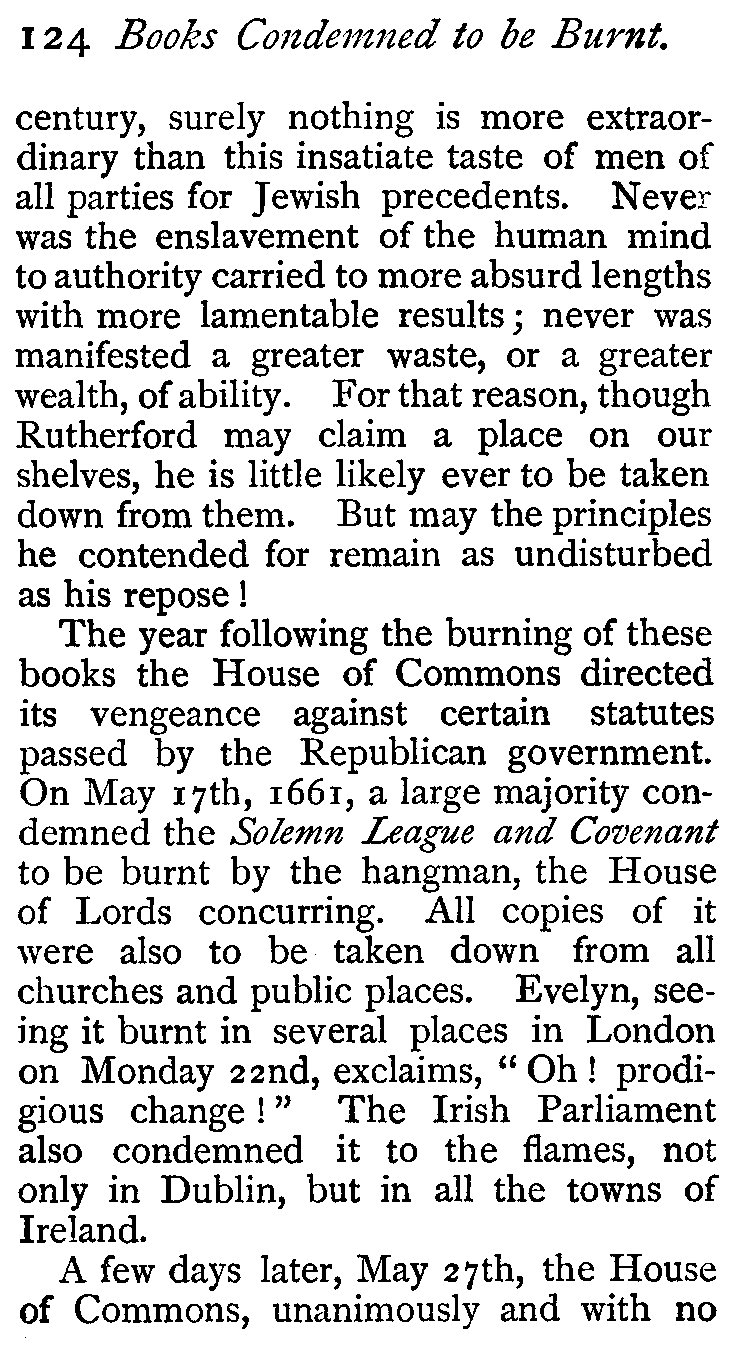 124 Books Condemned to be Burnt.
century, surely nothing is more extraor-
dinary than this insatiate taste of men of
all parties for Jewish precedents. Never
was the enslavement of the human mind
to authority carried to more absurd lengths
with more lamentable results; never was
manifested a greater waste, or a greater
wealth, of ability. For that reason, though
Rutherford may claim a place on our
shelves, he is little likely ever to be taken
down from them. But may the principles
he contended for remain as undisturbed
as his repose!
The year following the burning of these
books the House of Commons directed
its vengeance against certain statutes
passed by the Republican government.
On May 17th, 1661, a large majority con-
demned the Solemn League and Covenant
to be burnt by the hangman, the House
of Lords concurring. All copies of it
were also to be taken down from all
churches and public places. Evelyn, see-
ing it burnt in several places in London
on Monday 22nd, exclaims, "Oh! prodi-
gious change!" The Irish Parliament
also condemned it to the flames, not
only in Dublin, but in all the towns of
Ireland.
A few days later, May 27th, the House
of Commons, unanimously and with no